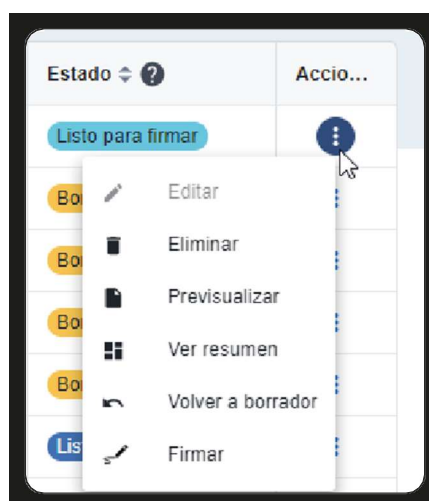 Estado Accio...
Listo para firmar
Editar
Eliminar
Previsualizar
Ver resumen
Volver a borrador
Firmar